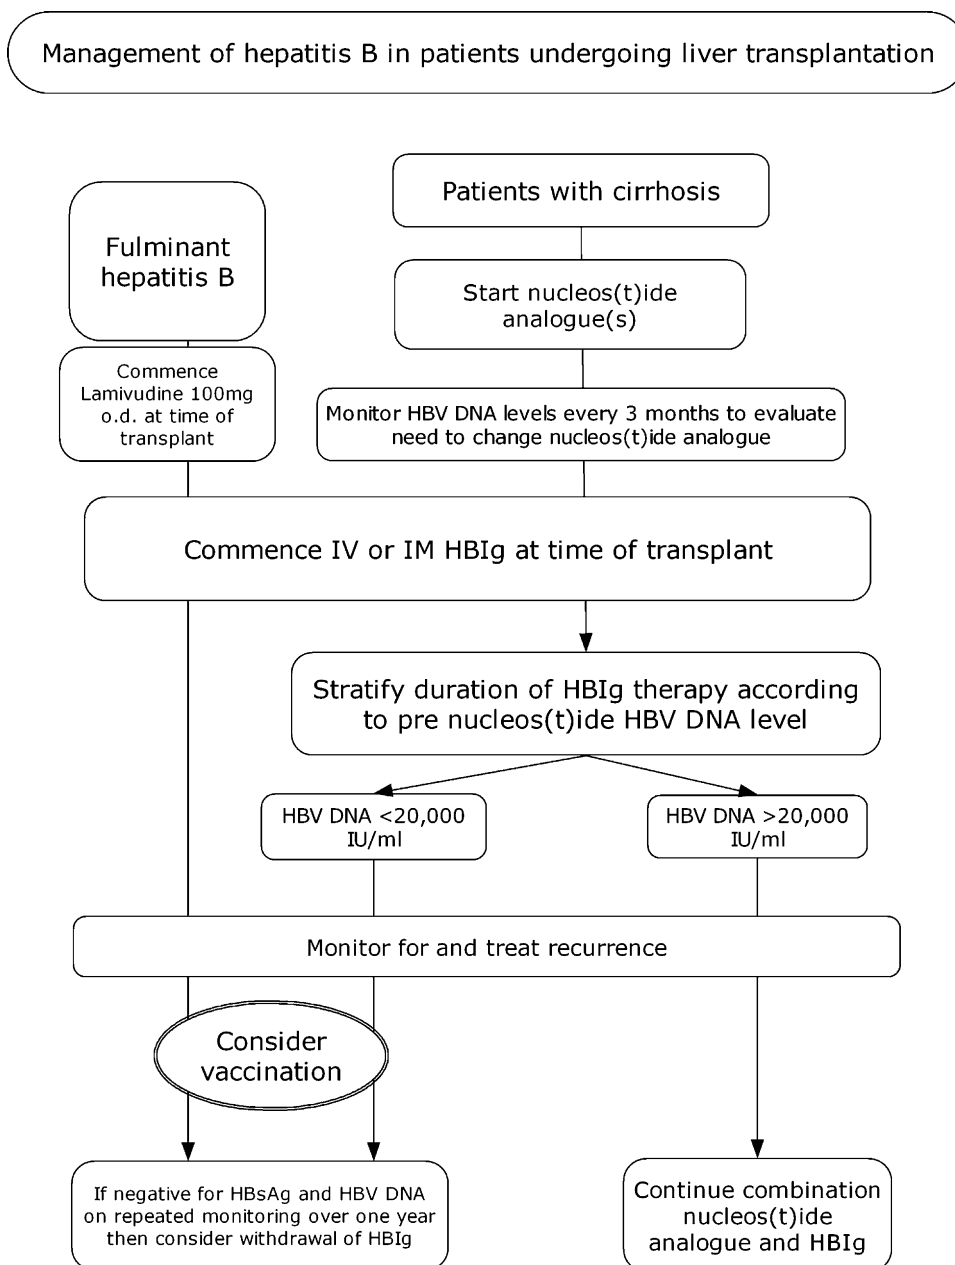 Management of hepatitis B in patients undergoing liver transplantation
Patients with cirrhosis
Fulminant
hepatitis B
Start nucleos(t)ide
analogue(s)
Commence
Lamivudine 100mg
o.d. at time of
transplant
Monitor HBV DNA levels every 3 months to evaluate
need to change nucleos(t)ide analogue
Commence IV or IM HBIg at time of transplant
Stratify duration of HBIg therapy according
to pre nucleos(t)ide HBV DNA level
HBV DNA <20,000
IU/ml
HBV DNA >20,000
IU/ml
Monitor for and treat recurrence
Consider
vaccination
If negative for HBsAg and HBV DNA
on repeated monitoring over one year
then consider withdrawal of HBIg
Continue combination
nucleos(t)ide
analogue and HBIg